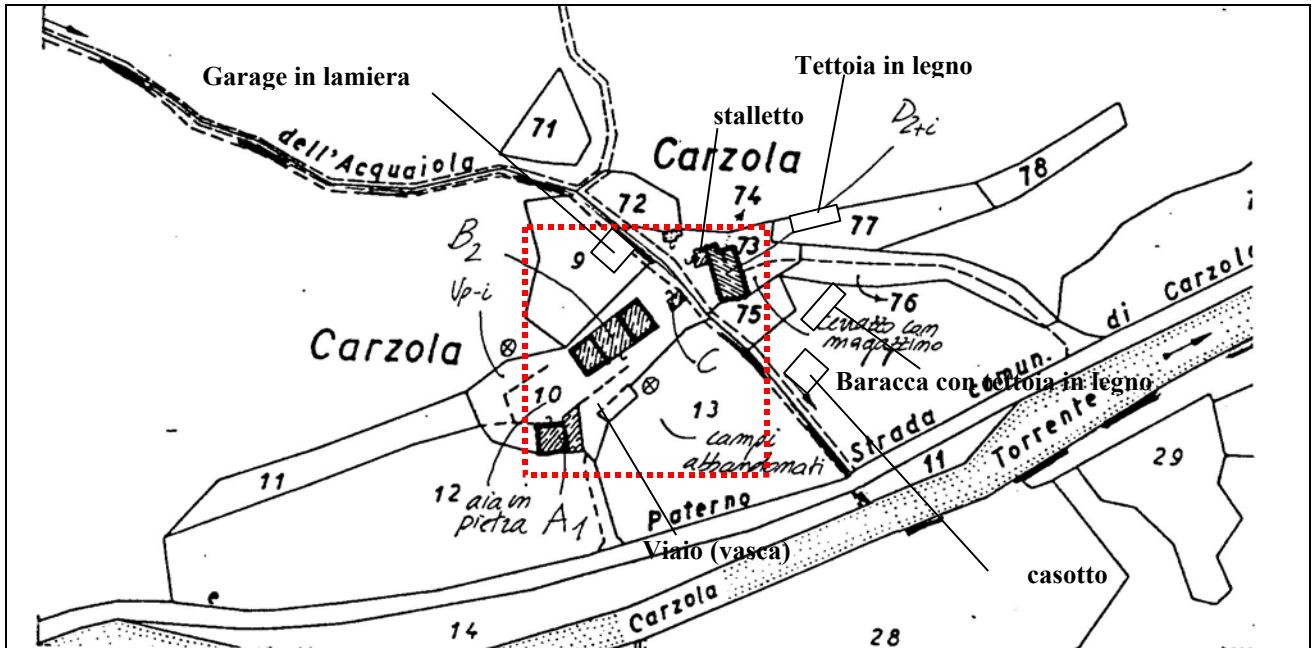 Garage in lamiera
Tettoia in legno
stalletto
D2+i
71
dell'Acquaiola
Carzola
78
74
72
77
73
B2
9
Vp-i
76
di Carzola
75
magazzino
Carzola
C
comun.
Baracca con tettoia in legno
10
13
campi
abbandonati
Strada
Torrente
11
11
29
12
aia in
pietra
A1
Paterno
Viaio (vasca)
casotto
e
Carzola
14
28